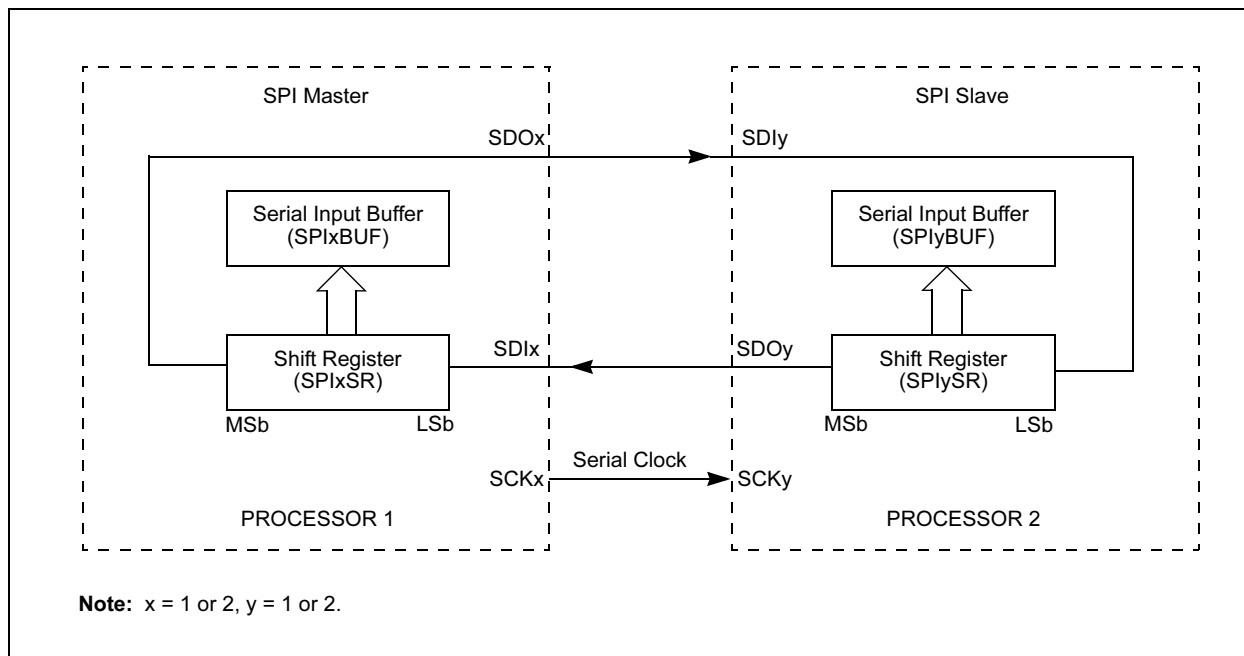 SPI Master
SPI Slave
SDOx
SDIy
Serial Input Buffer
(SPIxBUF)
Serial Input Buffer
(SPIyBUF)
SDIx
SDOy
Shift Register
(SPIxSR)
Shift Register
(SPIySR)
MSb
LSb
MSb
LSb
Serial Clock
SCKx
SCKy
PROCESSOR 1
PROCESSOR 2
Note: x = 1 or 2, y = 1 or 2.